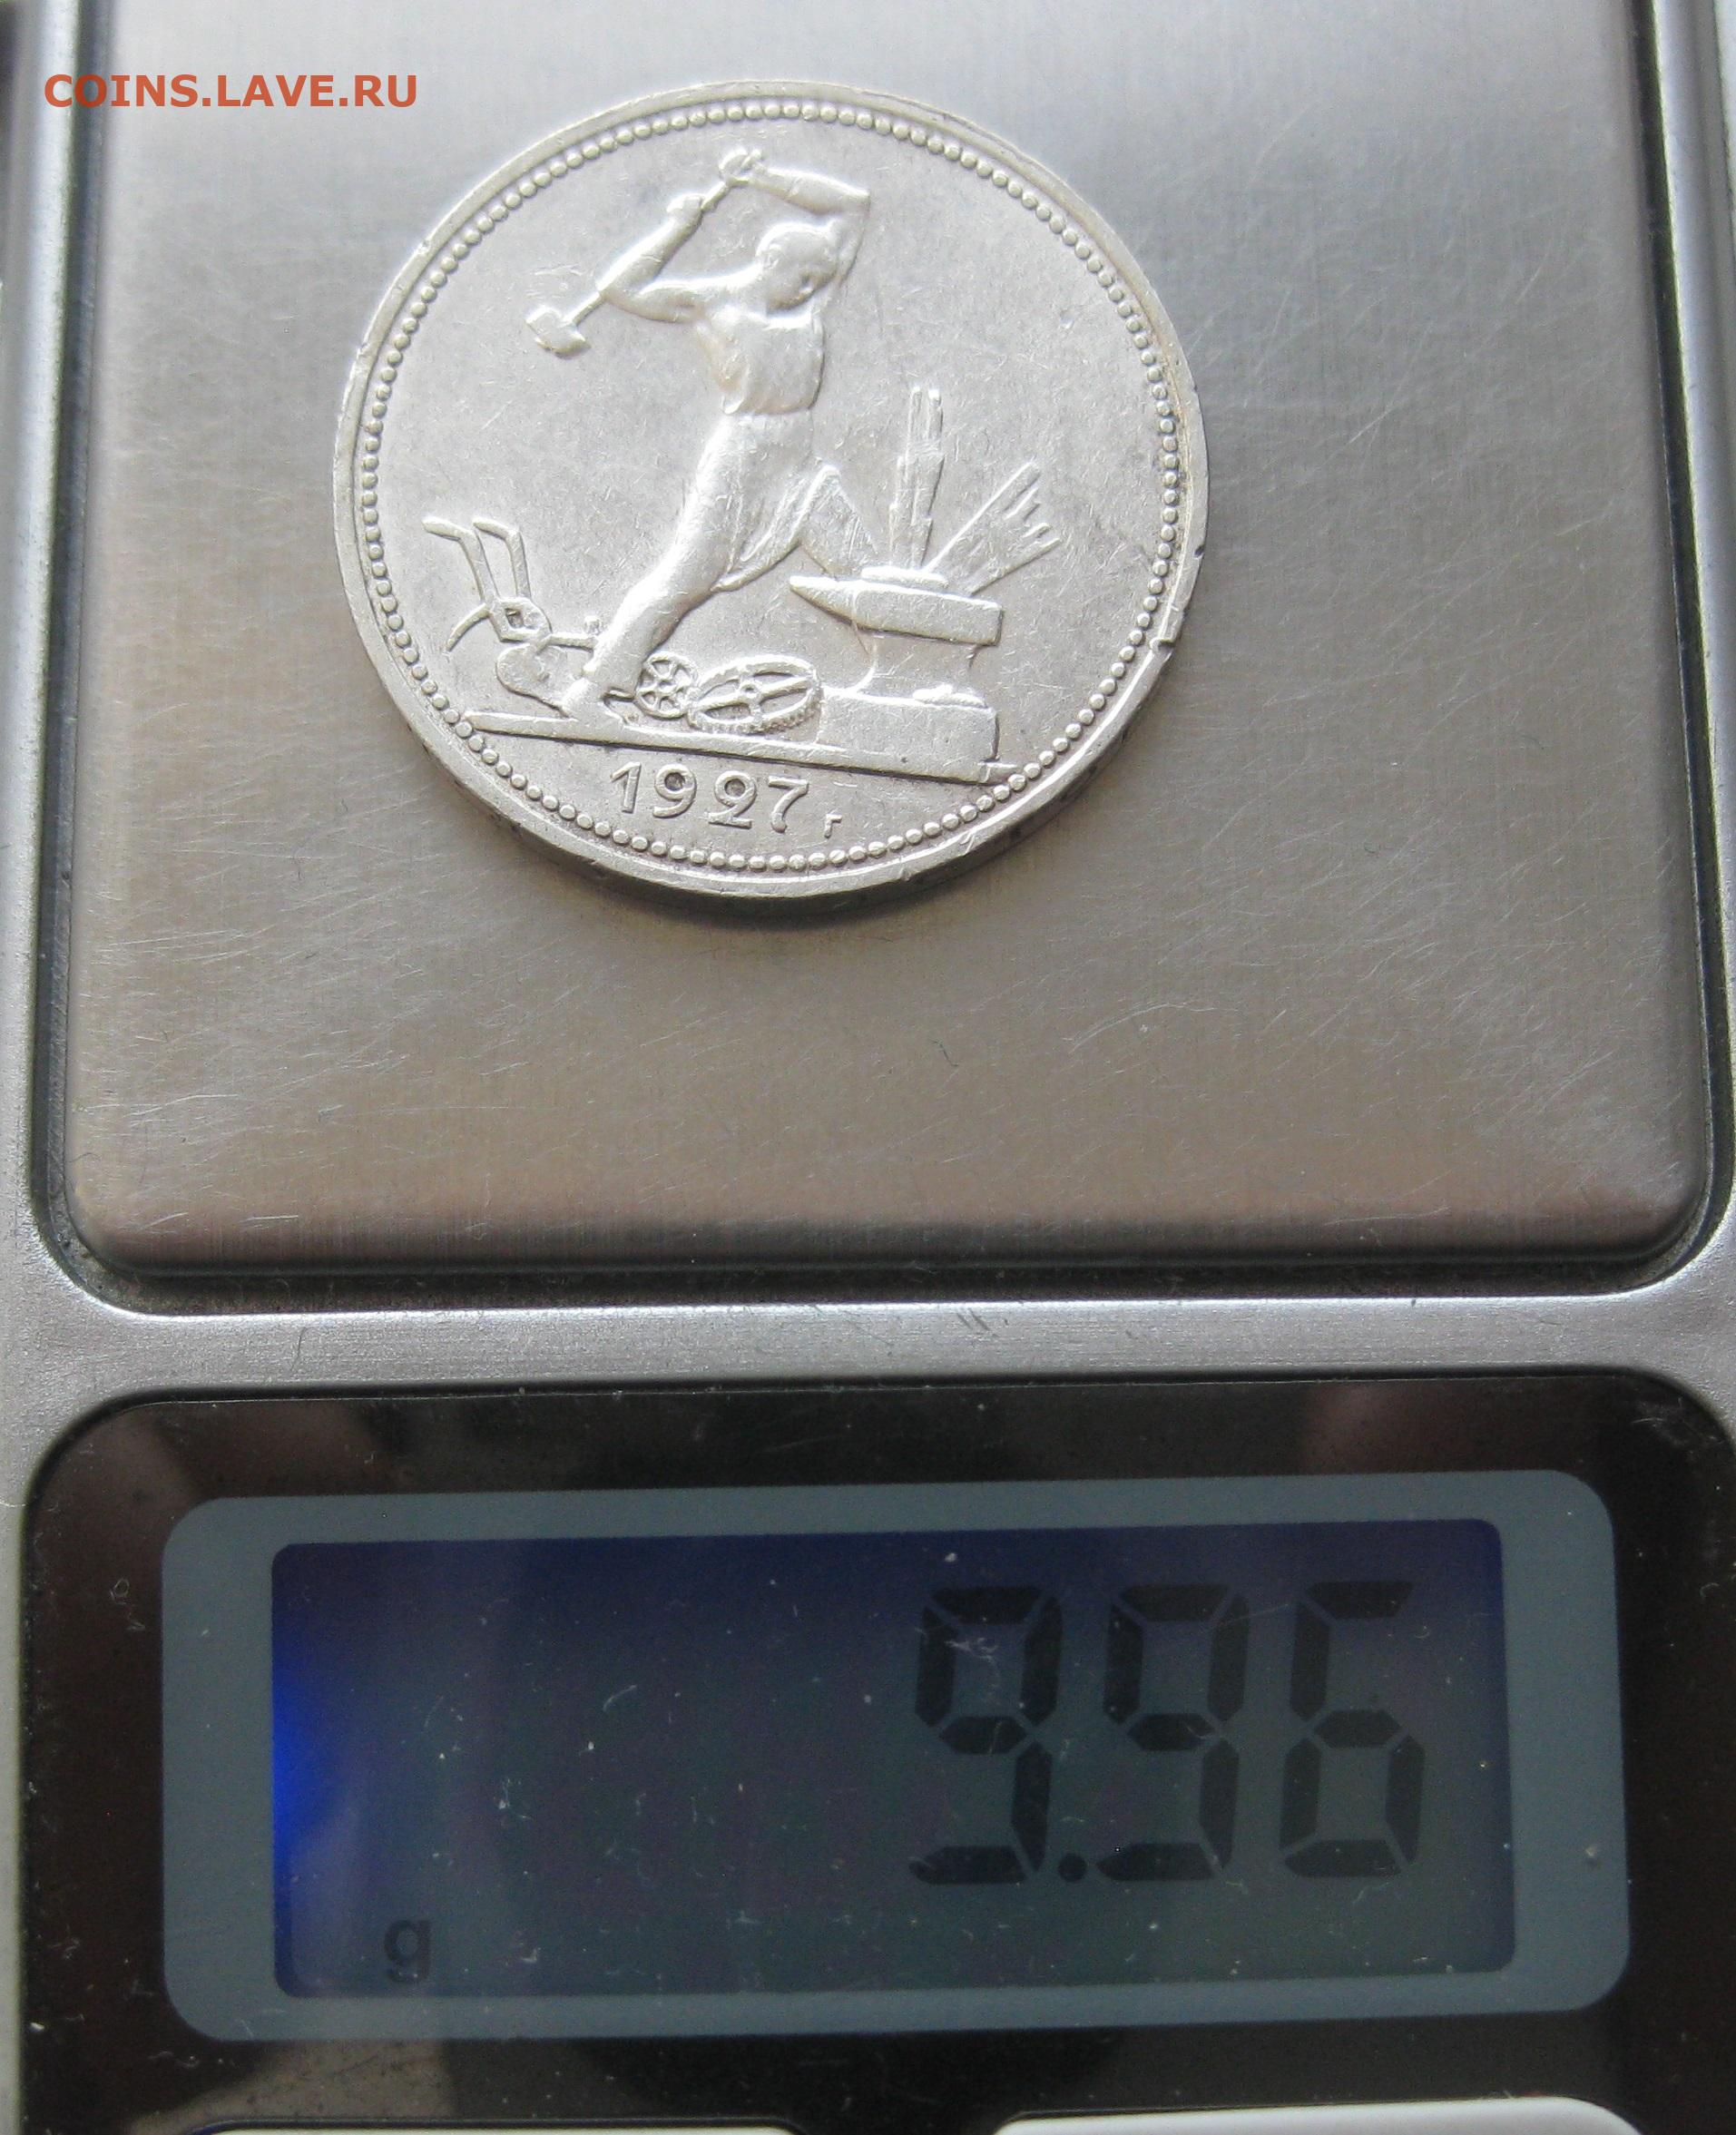 COINS.LAVE.RU
1927 г
9.96
g